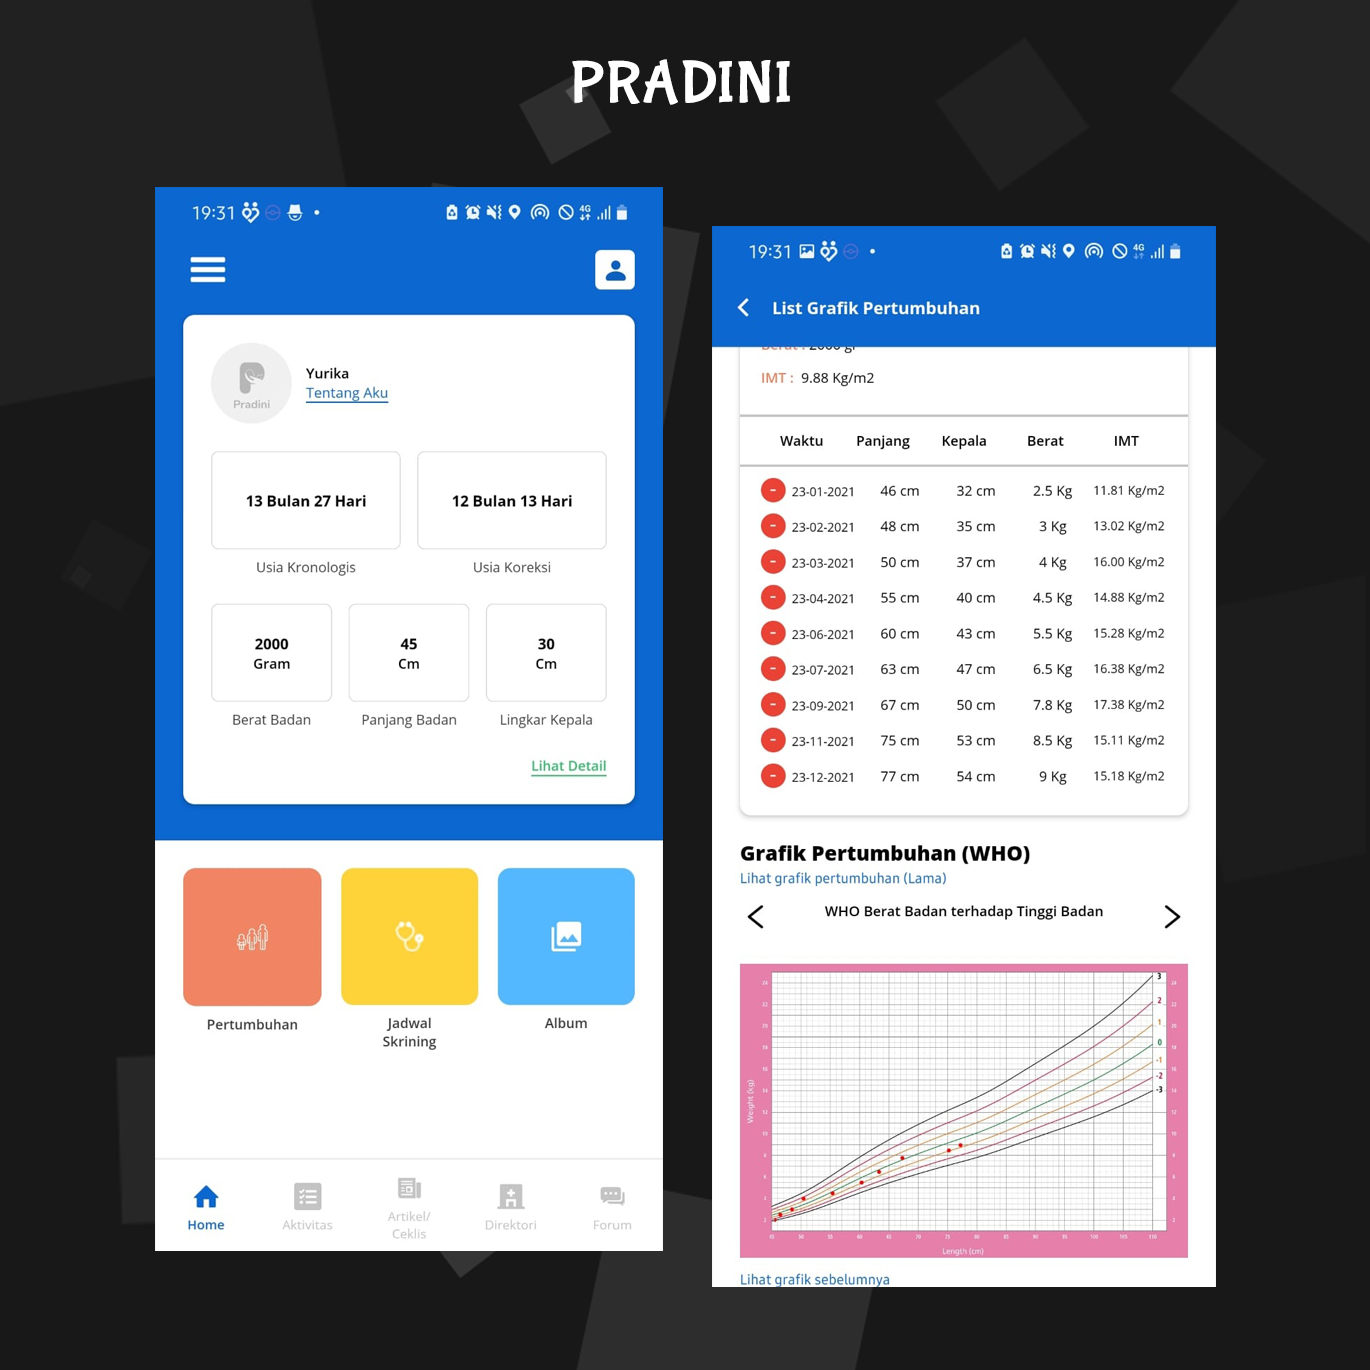 PRADINI
19:31
4G
Yurika
Tentang Aku
Pradini
13 Bulan 27 Hari
12 Bulan 13 Hari
Usia Kronologis
Usia Koreksi
2000
Gram
45
Cm
30
Cm
Berat Badan
Panjang Badan
Lingkar Kepala
Lihat Detail
Pertumbuhan
Jadwal
Skrining
Album
Home
Aktivitas
Artikel/
Ceklis
Direktori
Forum
19:31
4G
List Grafik Pertumbuhan
Berat : 2000 gr
IMT : 9.88 Kg/m2
Waktu Panjang Kepala Berat IMT
- 23-01-2021 46 cm 32 cm 2.5 Kg 11.81 Kg/m2
- 23-02-2021 48 cm 35 cm 3 Kg 13.02 Kg/m2
- 23-03-2021 50 cm 37 cm 4 Kg 16.00 Kg/m2
- 23-04-2021 55 cm 40 cm 4.5 Kg 14.88 Kg/m2
- 23-06-2021 60 cm 43 cm 5.5 Kg 15.28 Kg/m2
- 23-07-2021 63 cm 47 cm 6.5 Kg 16.38 Kg/m2
- 23-09-2021 67 cm 50 cm 7.8 Kg 17.38 Kg/m2
- 23-11-2021 75 cm 53 cm 8.5 Kg 15.11 Kg/m2
- 23-12-2021 77 cm 54 cm 9 Kg 15.18 Kg/m2
Grafik Pertumbuhan (WHO)
Lihat grafik pertumbuhan (Lama)
WHO Berat Badan terhadap Tinggi Badan
3
2
1
0
-1
-2
-3
Weight (kg)
Length (cm)
Lihat grafik sebelumnya